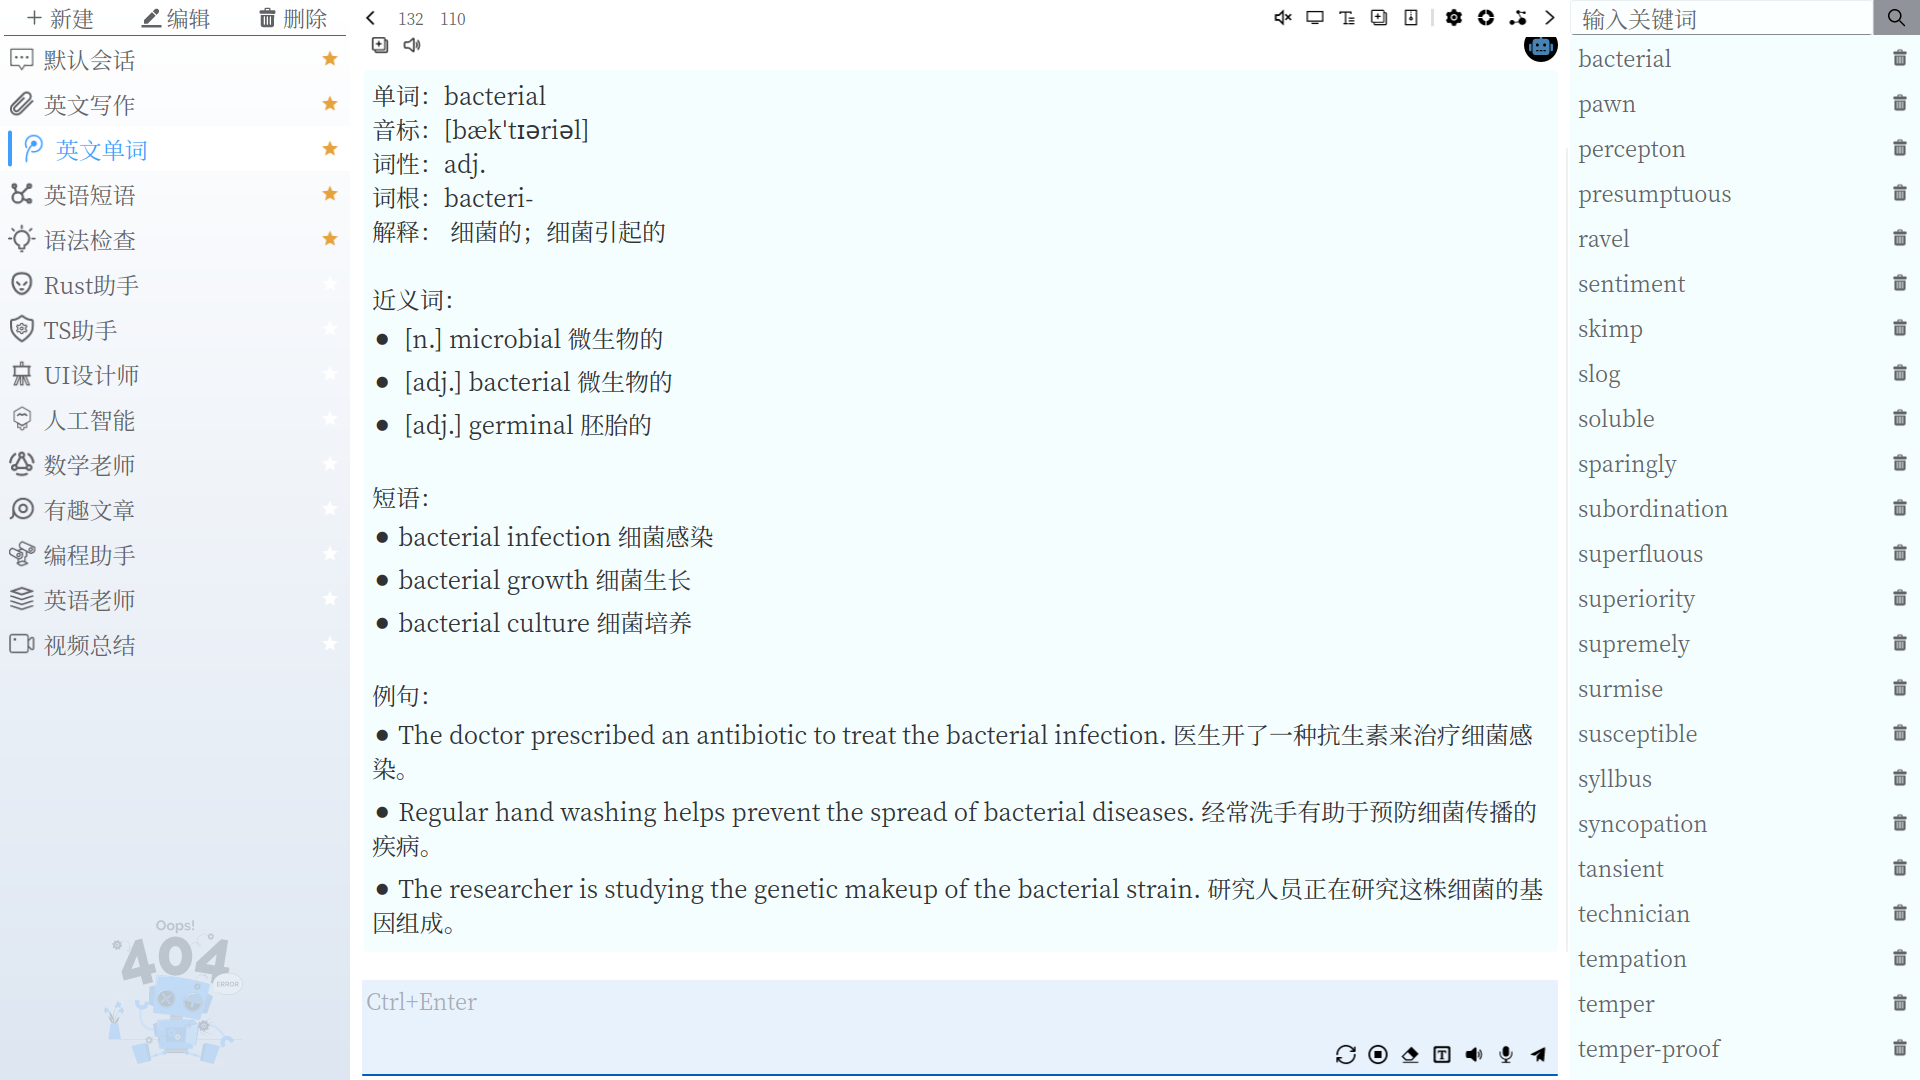 新建 编辑 删除
默认会话
英文写作
英文单词
英语短语
语法检查
Rust助手
TS助手
UI设计师
人工智能
数学老师
有趣文章
编程助手
英语老师
视频总结
Oops!
404
ERROR
132 110
单词：bacterial
音标：[bæk'tɪəriəl]
词性：adj.
词根：bacteri-
解释： 细菌的；细菌引起的
近义词：
● [n.] microbial 微生物的
● [adj.] bacterial 微生物的
● [adj.] germinal 胚胎的
短语：
● bacterial infection 细菌感染
● bacterial growth 细菌生长
● bacterial culture 细菌培养
例句：
● The doctor prescribed an antibiotic to treat the bacterial infection. 医生开了一种抗生素来治疗细菌感
染。
● Regular hand washing helps prevent the spread of bacterial diseases. 经常洗手有助于预防细菌传播的
疾病。
● The researcher is studying the genetic makeup of the bacterial strain. 研究人员正在研究这株细菌的基
因组成。
Ctrl+Enter
输入关键词
bacterial
pawn
percepton
presumptuous
ravel
sentiment
skimp
slog
soluble
sparingly
subordination
superfluous
superiority
supremely
surmise
susceptible
syllbus
syncopation
tansient
technician
tempation
temper
temper-proof